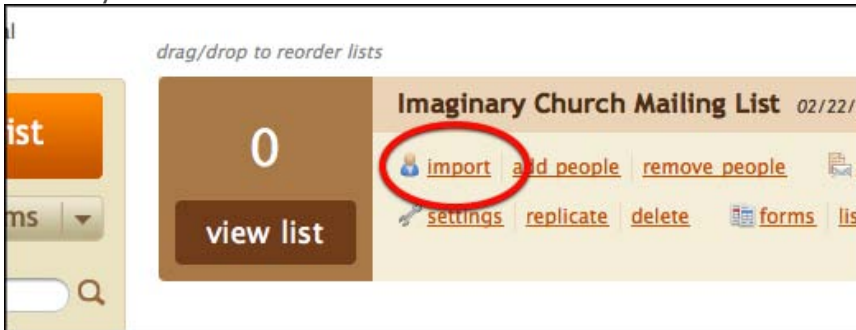 drag/drop to reorder lists
Imaginary Church Mailing List 02/22/
ist
0
import add people remove people
ms
settings replicate delete forms lis
view list